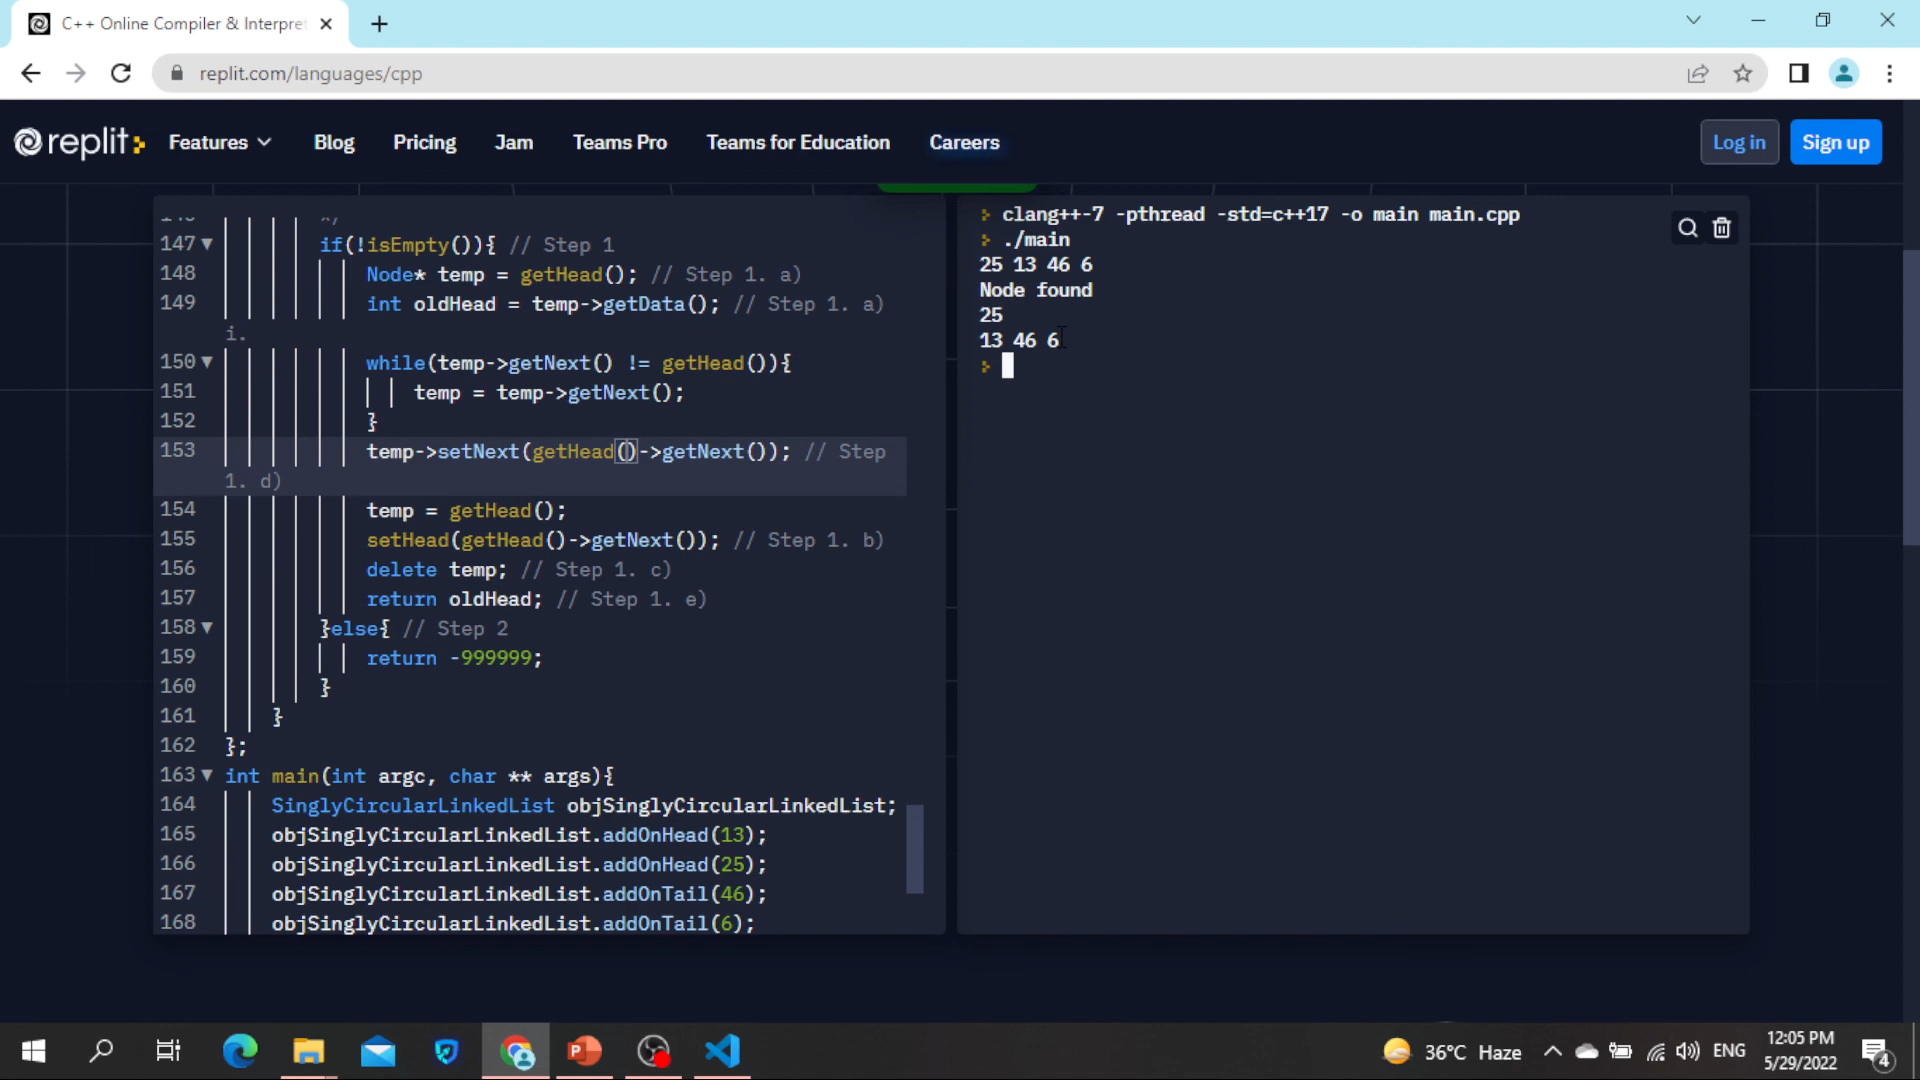 C++ Online Compiler & Interpre
replit.com/languages/cpp
replit
Features
Blog
Pricing
Jam
Teams Pro
Teams for Education
Careers
Log in
Sign up
*/
147 if(!isEmpty()){ // Step 1
148 Node* temp = getHead(); // Step 1. a)
149 int oldHead = temp->getData(); // Step 1. a)
i.
150 while(temp->getNext() != getHead()){
151 temp = temp->getNext();
152 }
153 temp->setNext(getHead()->getNext()); // Step
1. d)
154 temp = getHead();
155 setHead(getHead()->getNext()); // Step 1. b)
156 delete temp; // Step 1. c)
157 return oldHead; // Step 1. e)
158 }else{ // Step 2
159 return -999999;
160 }
161 }
162 };
163 int main(int argc, char ** args){
164 SinglyCircularLinkedList objSinglyCircularLinkedList;
165 objSinglyCircularLinkedList.addOnHead(13);
166 objSinglyCircularLinkedList.addOnHead(25);
167 objSinglyCircularLinkedList.addOnTail(46);
168 objSinglyCircularLinkedList.addOnTail(6);
clang++-7 -pthread -std=c++17 -o main main.cpp
./main
25 13 46 6
Node found
25
13 46 6
36°C Haze
ENG
12:05 PM
5/29/2022
4